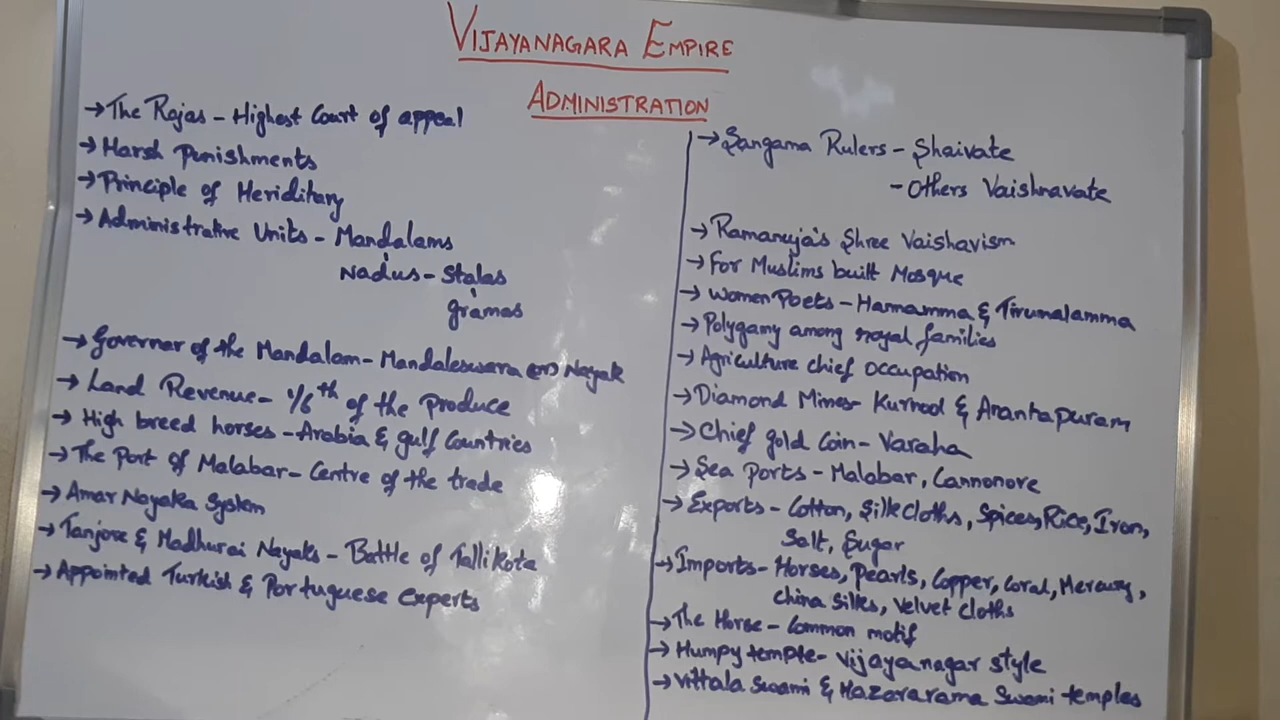 VIJAYANAGARA EMPIRE
ADMINISTRATION
→ The Rajas - Highest Court of appeal
→ Harsh Punishments
→ Principle of Heriditary
→ Administrative Units - Mandalams
Nadus - Stalas
gramas
→ Governor of the Mandalam - Mandaleswara (or) Nayak
→ Land Revenue - 1/6th of the Produce
→ High breed horses - Arabia & gulf Countries
→ The Port of Malabar - Centre of the trade
→ Amar Nayaka System
→ Tanjore & Madhurai Nayaks - Battle of Tallikota
→ Appointed Turkish & Portuguese experts
→ Sangama Rulers - Shaivate
- Others Vaishnavate
→ Ramanuja's Shree Vaishavism
→ For Muslims built Mosque
→ Women Poets - Hannamma & Tirumalamma
→ Polygamy among royal families
→ Agriculture chief occupation
→ Diamond Mines - Kurnool & Ananthapuram
→ Chief gold Coin - Varaha
→ Sea Ports - Malabar, Cannonore
→ Exports - Cotton, Silk Cloths, Spices, Rice, Iron,
Salt, Sugar
→ Imports - Horses, Pearls, Copper, Coral, Mercury,
China Silks, Velvet Cloths
→ The Horse - Common motif
→ Humpy temple - Vijayanagar style
→ Vittala Swami & Hazararama Swami temples